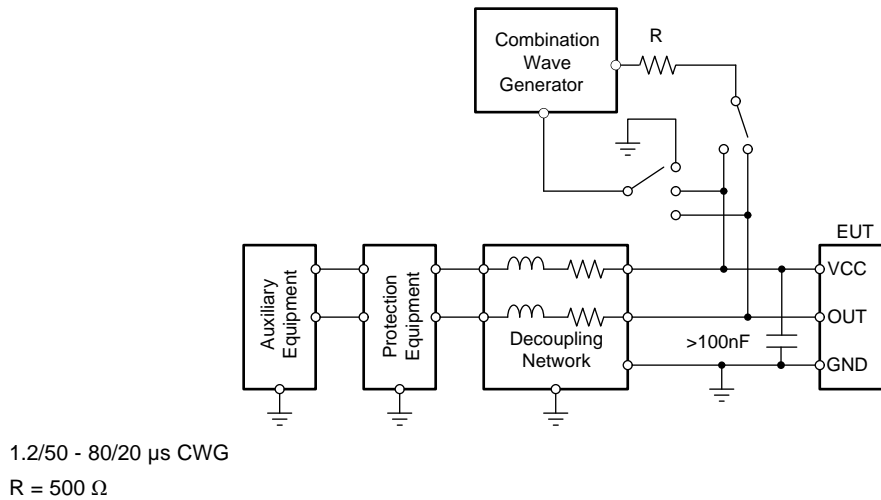 Combination
Wave
Generator
R
EUT
VCC
OUT
GND
Auxiliary
Equipment
Protection
Equipment
Decoupling
Network
>100nF
1.2/50 - 80/20 µs CWG
R = 500 Ω